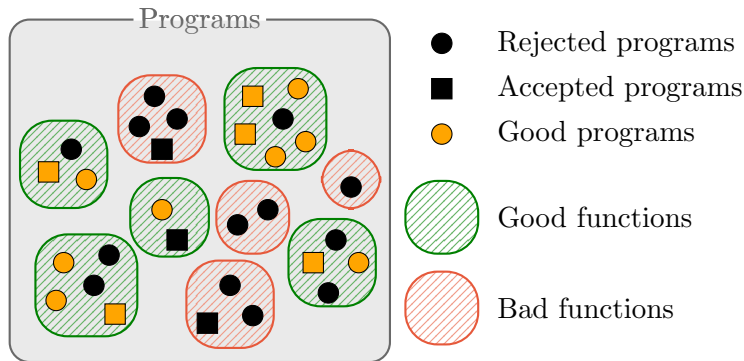 Programs
Rejected programs
Accepted programs
Good programs
Good functions
Bad functions